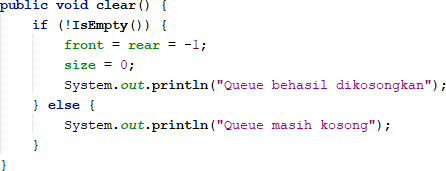 public void clear() {
if (!IsEmpty()) {
front = rear = -1;
size = 0;
System.out.println("Queue behasil dikosongkan");
} else {
System.out.println("Queue masih kosong");
}
}